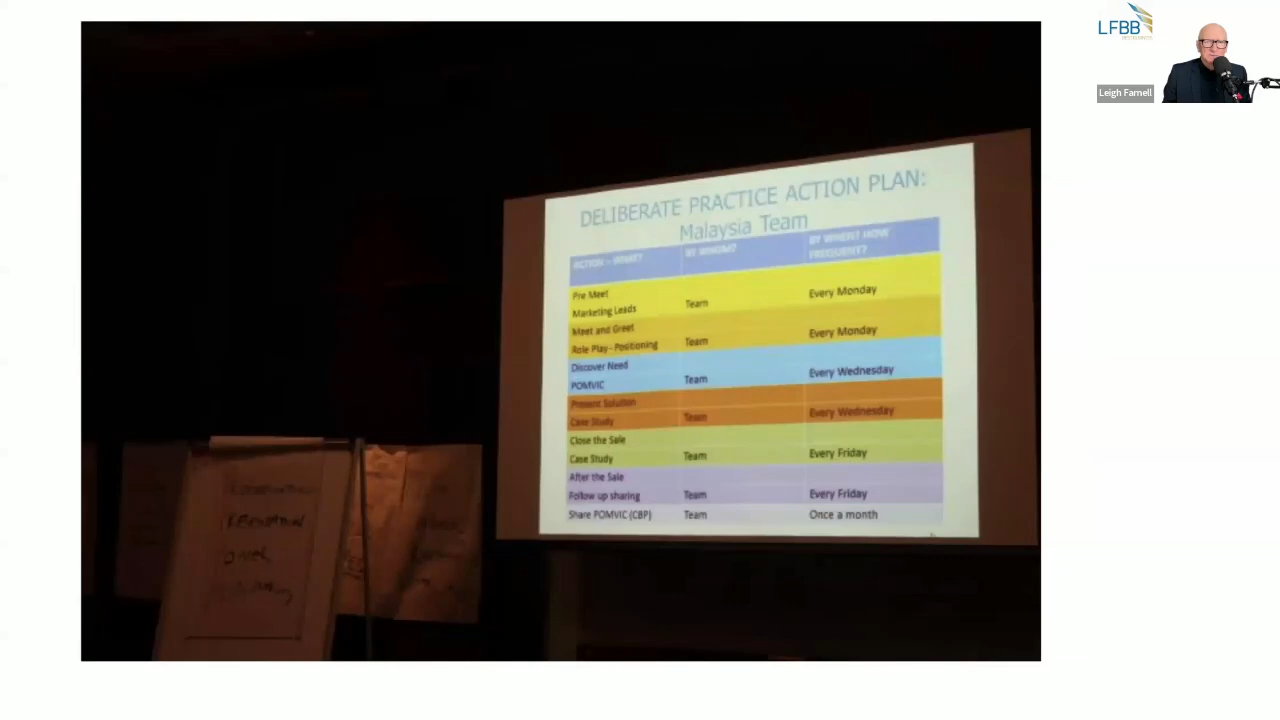 DELIBERATE PRACTICE ACTION PLAN:
Malaysia Team
ACTION – WHAT? BY WHOM? BY WHEN? HOW
FREQUENT?
Pre Meet
Marketing Leads Team Every Monday
Meet and Greet
Role Play - Positioning Team Every Monday
Discover Need
POMVIC Team Every Wednesday
Present Solution
Case Study Team Every Wednesday
Close the Sale
Case Study Team Every Friday
After the Sale
Follow up sharing Team Every Friday
Share POMVIC (CBP) Team Once a month
LFBB
Leigh Farnell